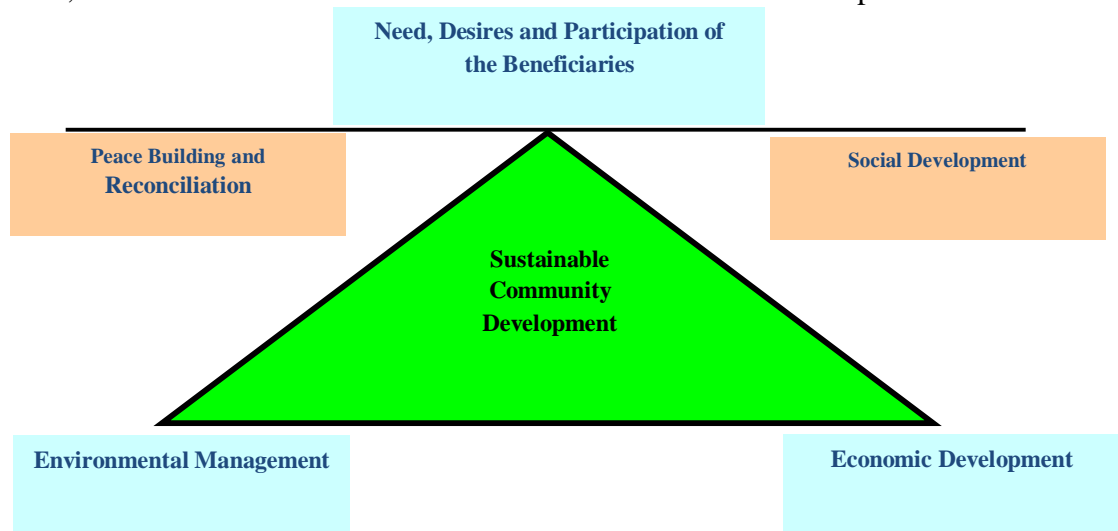 Need, Desires and Participation of
the Beneficiaries
Peace Building and
Reconciliation
Social Development
Sustainable
Community
Development
Environmental Management
Economic Development